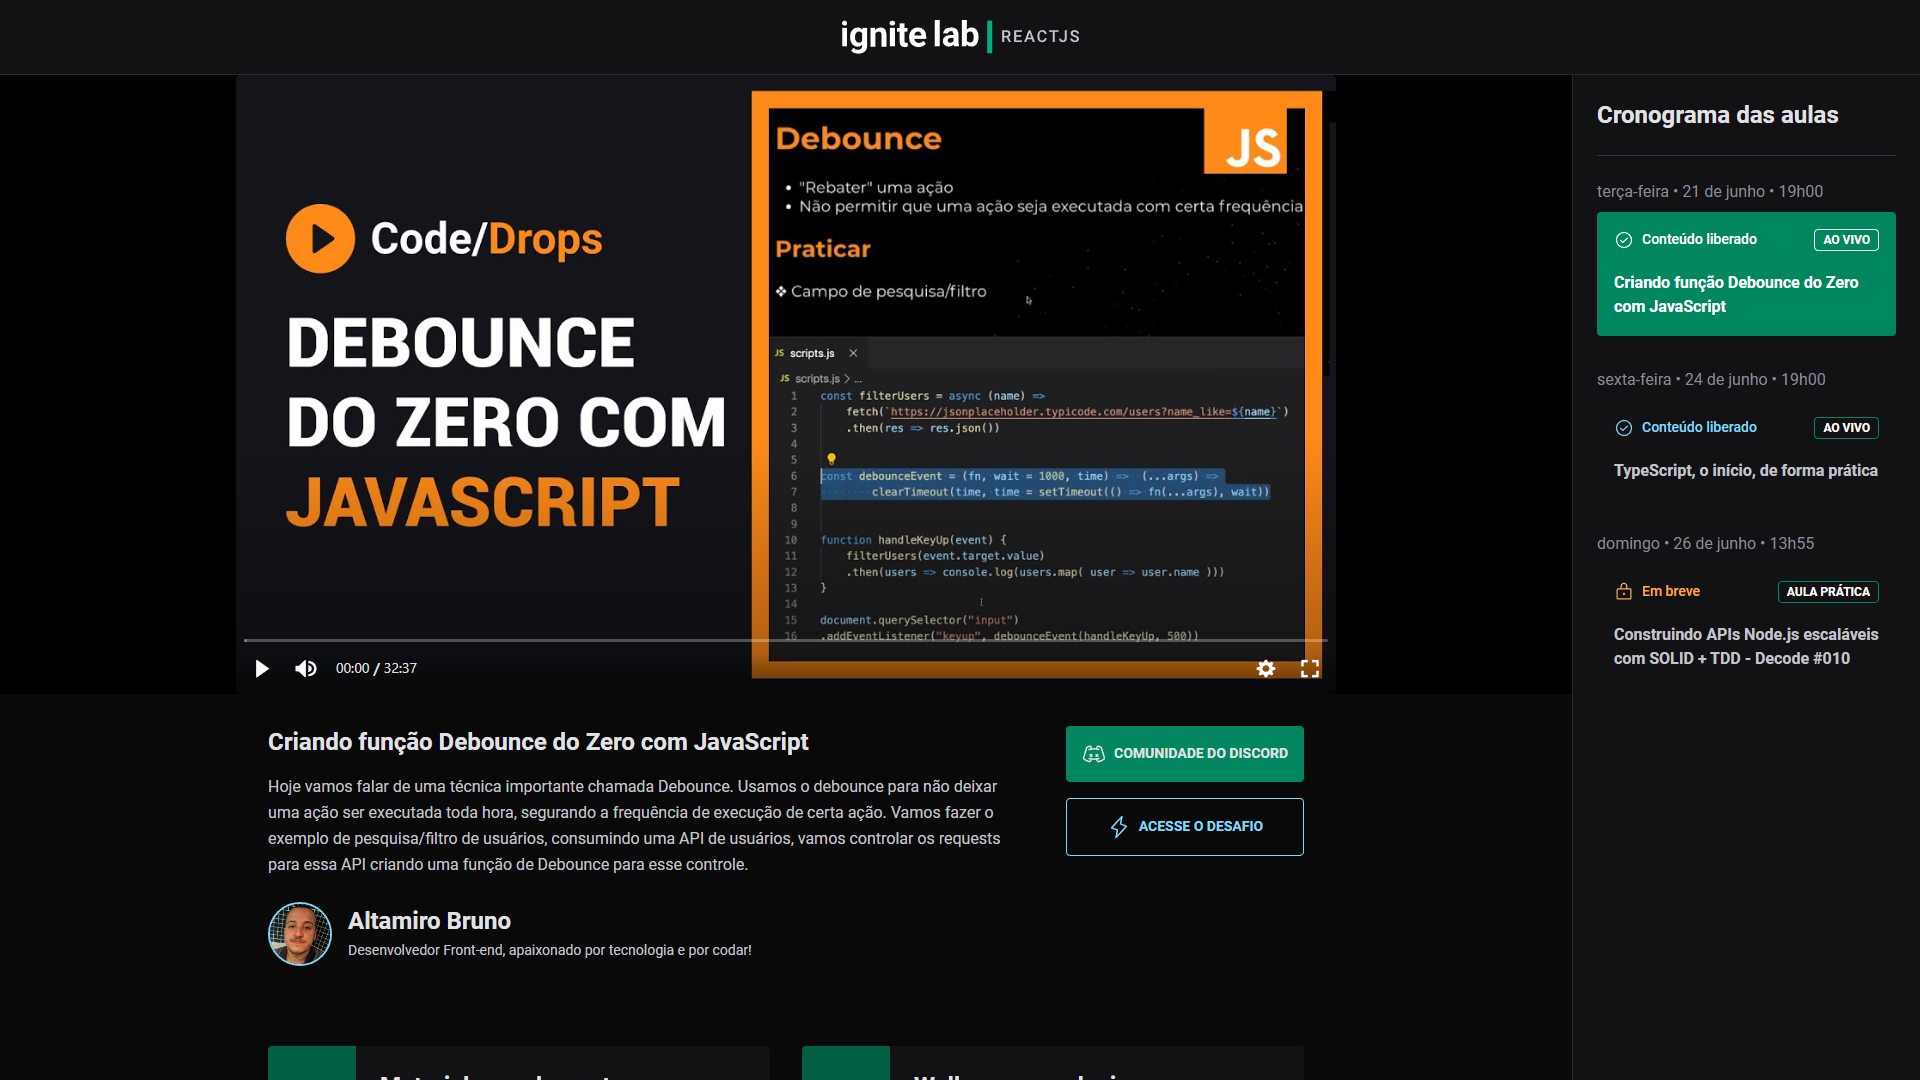 ignite lab | REACTJS
Code/Drops
DEBOUNCE
DO ZERO COM
JAVASCRIPT
JS
Debounce
• "Rebater" uma ação
• Não permitir que uma ação seja executada com certa frequência
Praticar
❖ Campo de pesquisa/filtro
JS scripts.js ×
JS scripts.js > ...
1 const filterUsers = async (name) =>
2 fetch(`https://jsonplaceholder.typicode.com/users?name_like=${name}`)
3 .then(res => res.json())
4
5
6 const debounceEvent = (fn, wait = 1000, time) => (...args) =>
7 clearTimeout(time, time = setTimeout(() => fn(...args), wait))
8
9
10 function handleKeyUp(event) {
11 filterUsers(event.target.value)
12 .then(users => console.log(users.map( user => user.name )))
13 }
14
15 document.querySelector("input")
16 .addEventListener("keyup", debounceEvent(handleKeyUp, 500))
00:00 / 32:37
Criando função Debounce do Zero com JavaScript
Hoje vamos falar de uma técnica importante chamada Debounce. Usamos o debounce para não deixar
uma ação ser executada toda hora, segurando a frequência de execução de certa ação. Vamos fazer o
exemplo de pesquisa/filtro de usuários, consumindo uma API de usuários, vamos controlar os requests
para essa API criando uma função de Debounce para esse controle.
COMUNIDADE DO DISCORD
ACESSE O DESAFIO
Altamiro Bruno
Desenvolvedor Front-end, apaixonado por tecnologia e por codar!
Cronograma das aulas
terça-feira • 21 de junho • 19h00
Conteúdo liberado AO VIVO
Criando função Debounce do Zero
com JavaScript
sexta-feira • 24 de junho • 19h00
Conteúdo liberado AO VIVO
TypeScript, o início, de forma prática
domingo • 26 de junho • 13h55
Em breve AULA PRÁTICA
Construindo APIs Node.js escaláveis
com SOLID + TDD - Decode #010